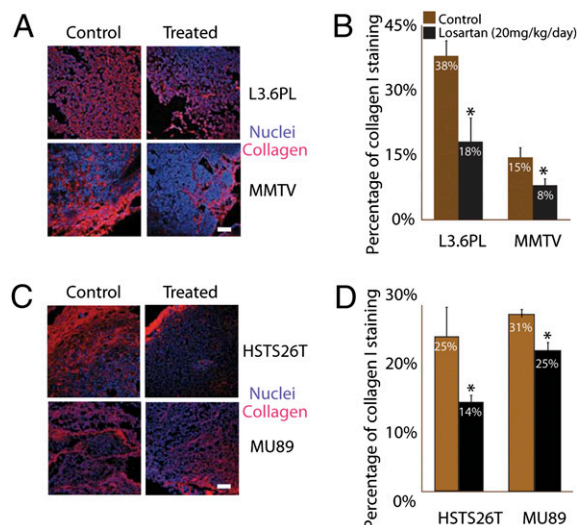 A
Control Treated
L3.6PL
Nuclei
Collagen
MMTV
B
Control
Losartan (20mg/kg/day)
Percentage of collagen I staining
45%
30%
15%
0%
38%
*
18%
15%
*
8%
L3.6PL MMTV
C
Control Treated
HSTS26T
Nuclei
Collagen
MU89
D
Percentage of collagen I staining
30%
20%
10%
0%
25%
*
14%
31%
*
25%
HSTS26T MU89